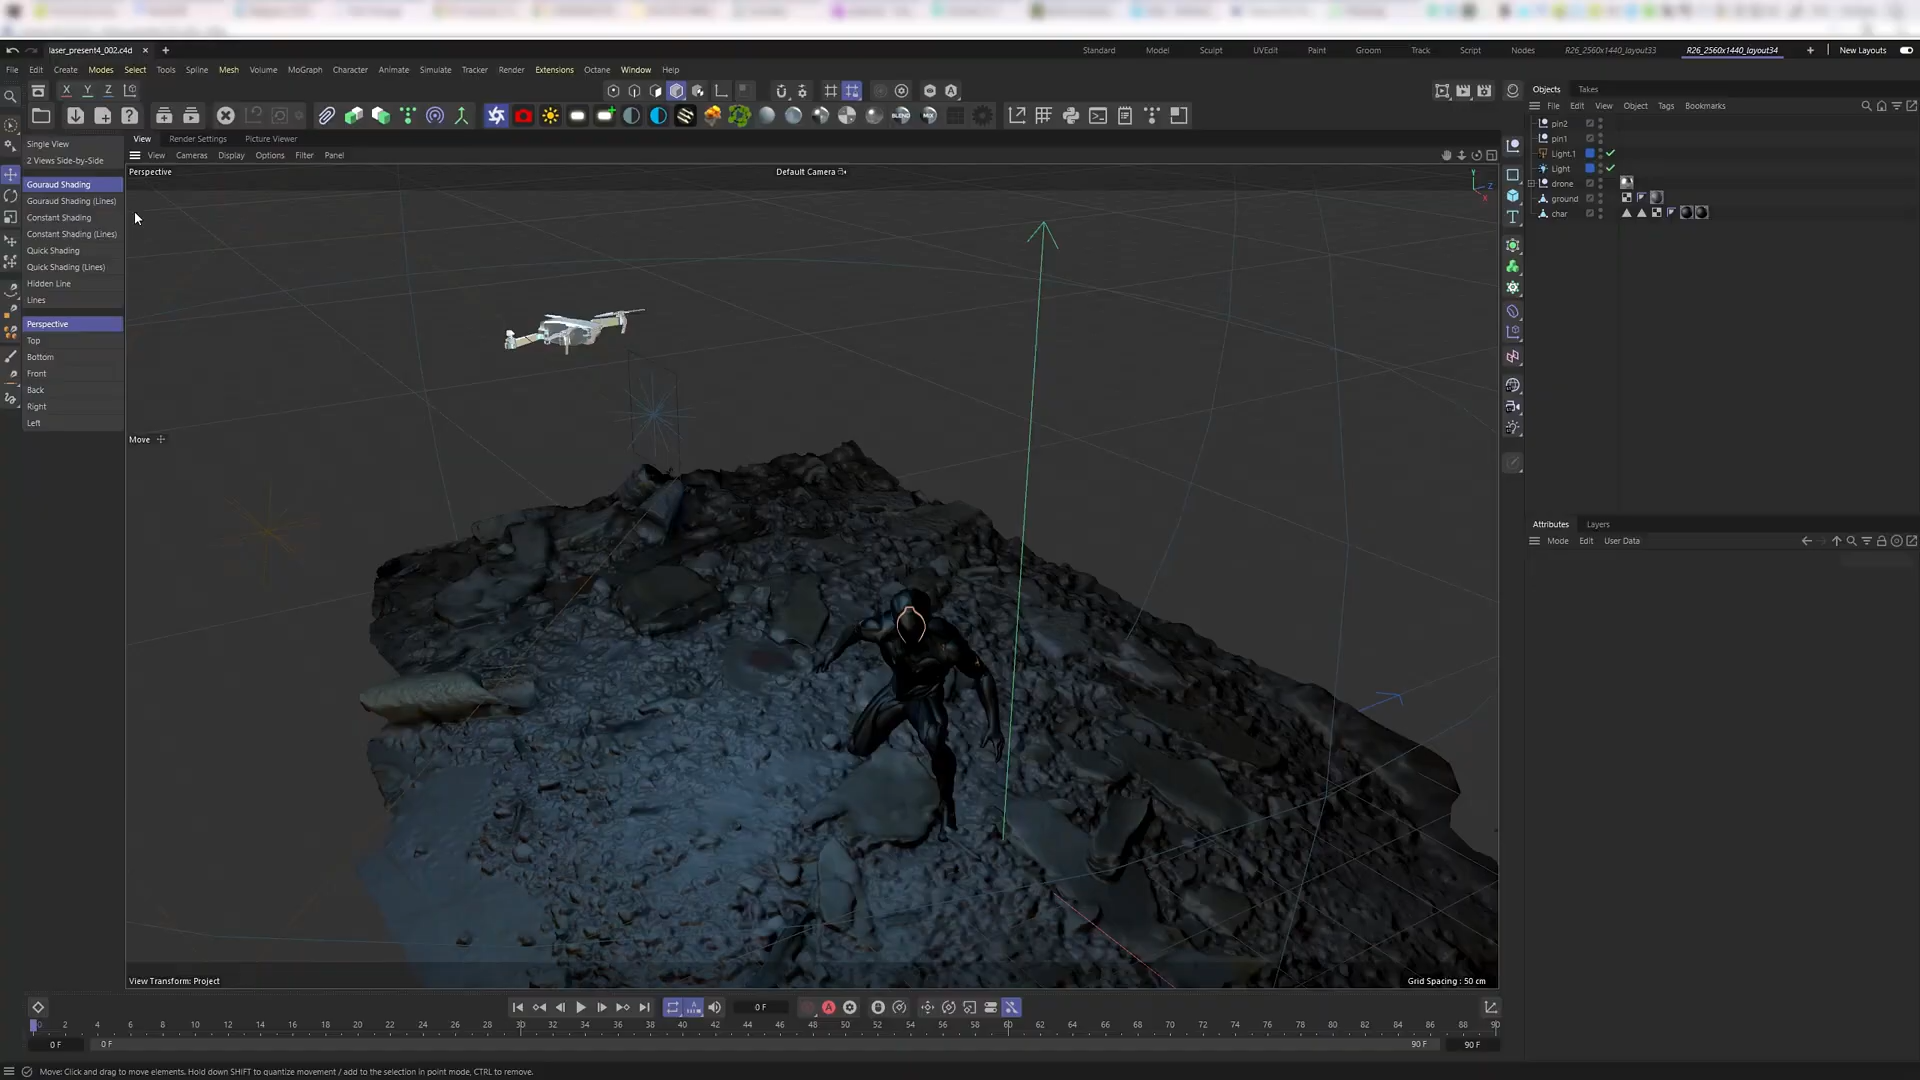 laser_present4_002.c4d
Standard Model Sculpt UVEdit Paint Groom Track Script Nodes R26_2560x1440_layout33 R26_2560x1440_layout34 New Layouts
File Edit Create Modes Select Tools Spline Mesh Volume MoGraph Character Animate Simulate Tracker Render Extensions Octane Window Help
X Y Z
Objects Takes
File Edit View Object Tags Bookmarks
BLEND MIX
View Render Settings Picture Viewer
View Cameras Display Options Filter Panel
Single View
2 Views Side-by-Side
Gouraud Shading
Gouraud Shading (Lines)
Constant Shading
Constant Shading (Lines)
Quick Shading
Quick Shading (Lines)
Hidden Line
Lines
Perspective
Top
Bottom
Front
Back
Right
Left
Perspective
Default Camera
Y
Z
X
Move
pin2
pin1
Light.1
Light
drone
ground
char
Attributes Layers
Mode Edit User Data
View Transform: Project
Grid Spacing : 50 cm
0 F
0 2 4 6 8 10 12 14 16 18 20 22 24 26 28 30 32 34 36 38 40 42 44 46 48 50 52 54 56 58 60 62 64 66 68 70 72 74 76 78 80 82 84 86 88 90
0 F 0 F 90 F 90 F
Move: Click and drag to move elements. Hold down SHIFT to quantize movement / add to the selection in point mode, CTRL to remove.